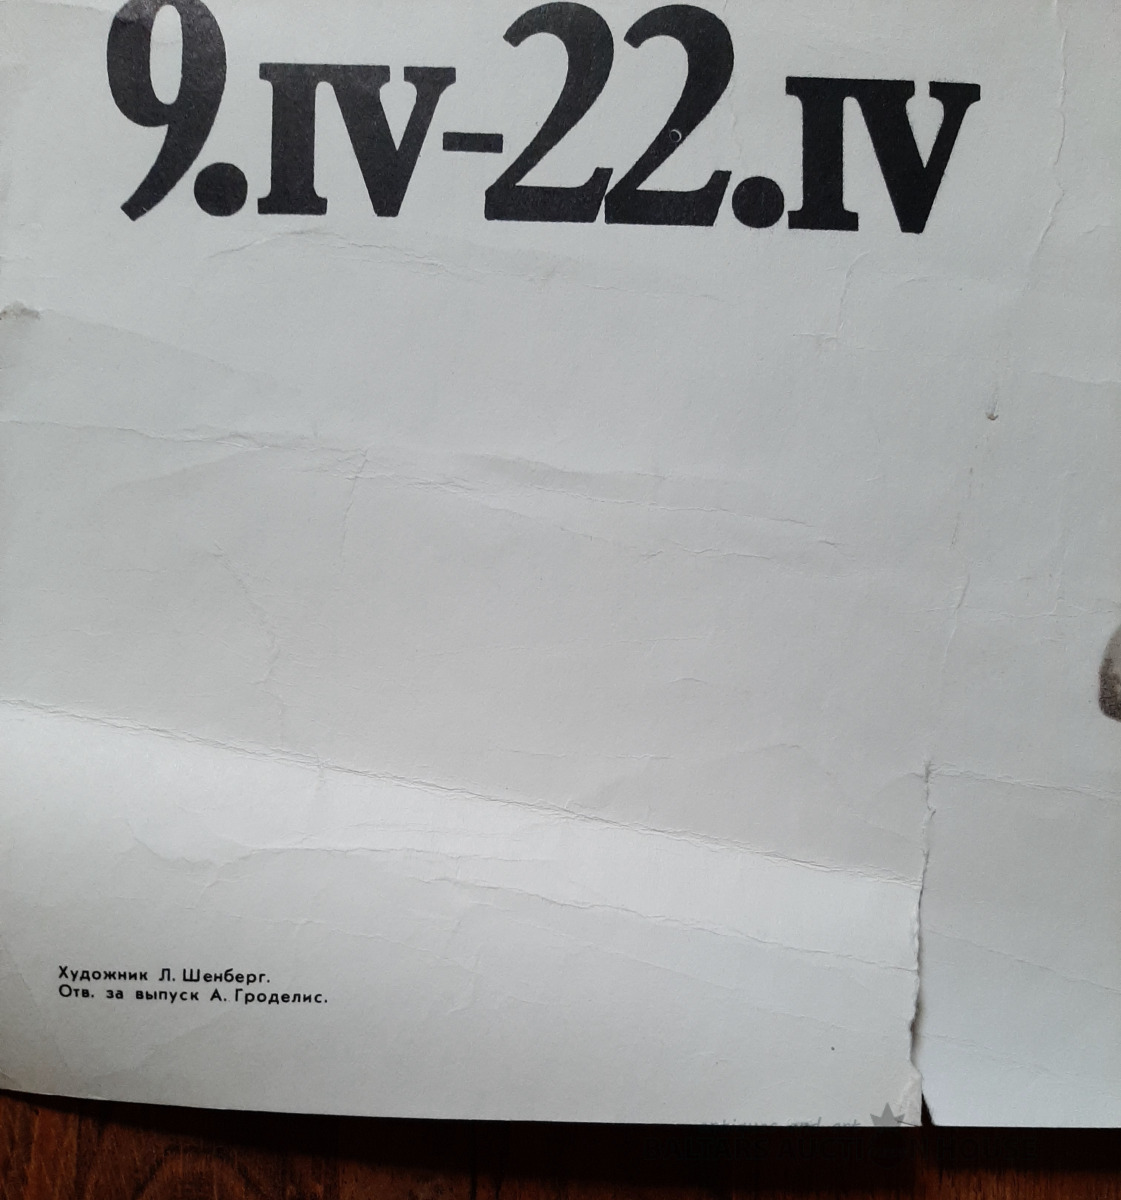 9.IV-22.IV
Художник Л. Шенберг.
Отв. за выпуск А. Гроделис.